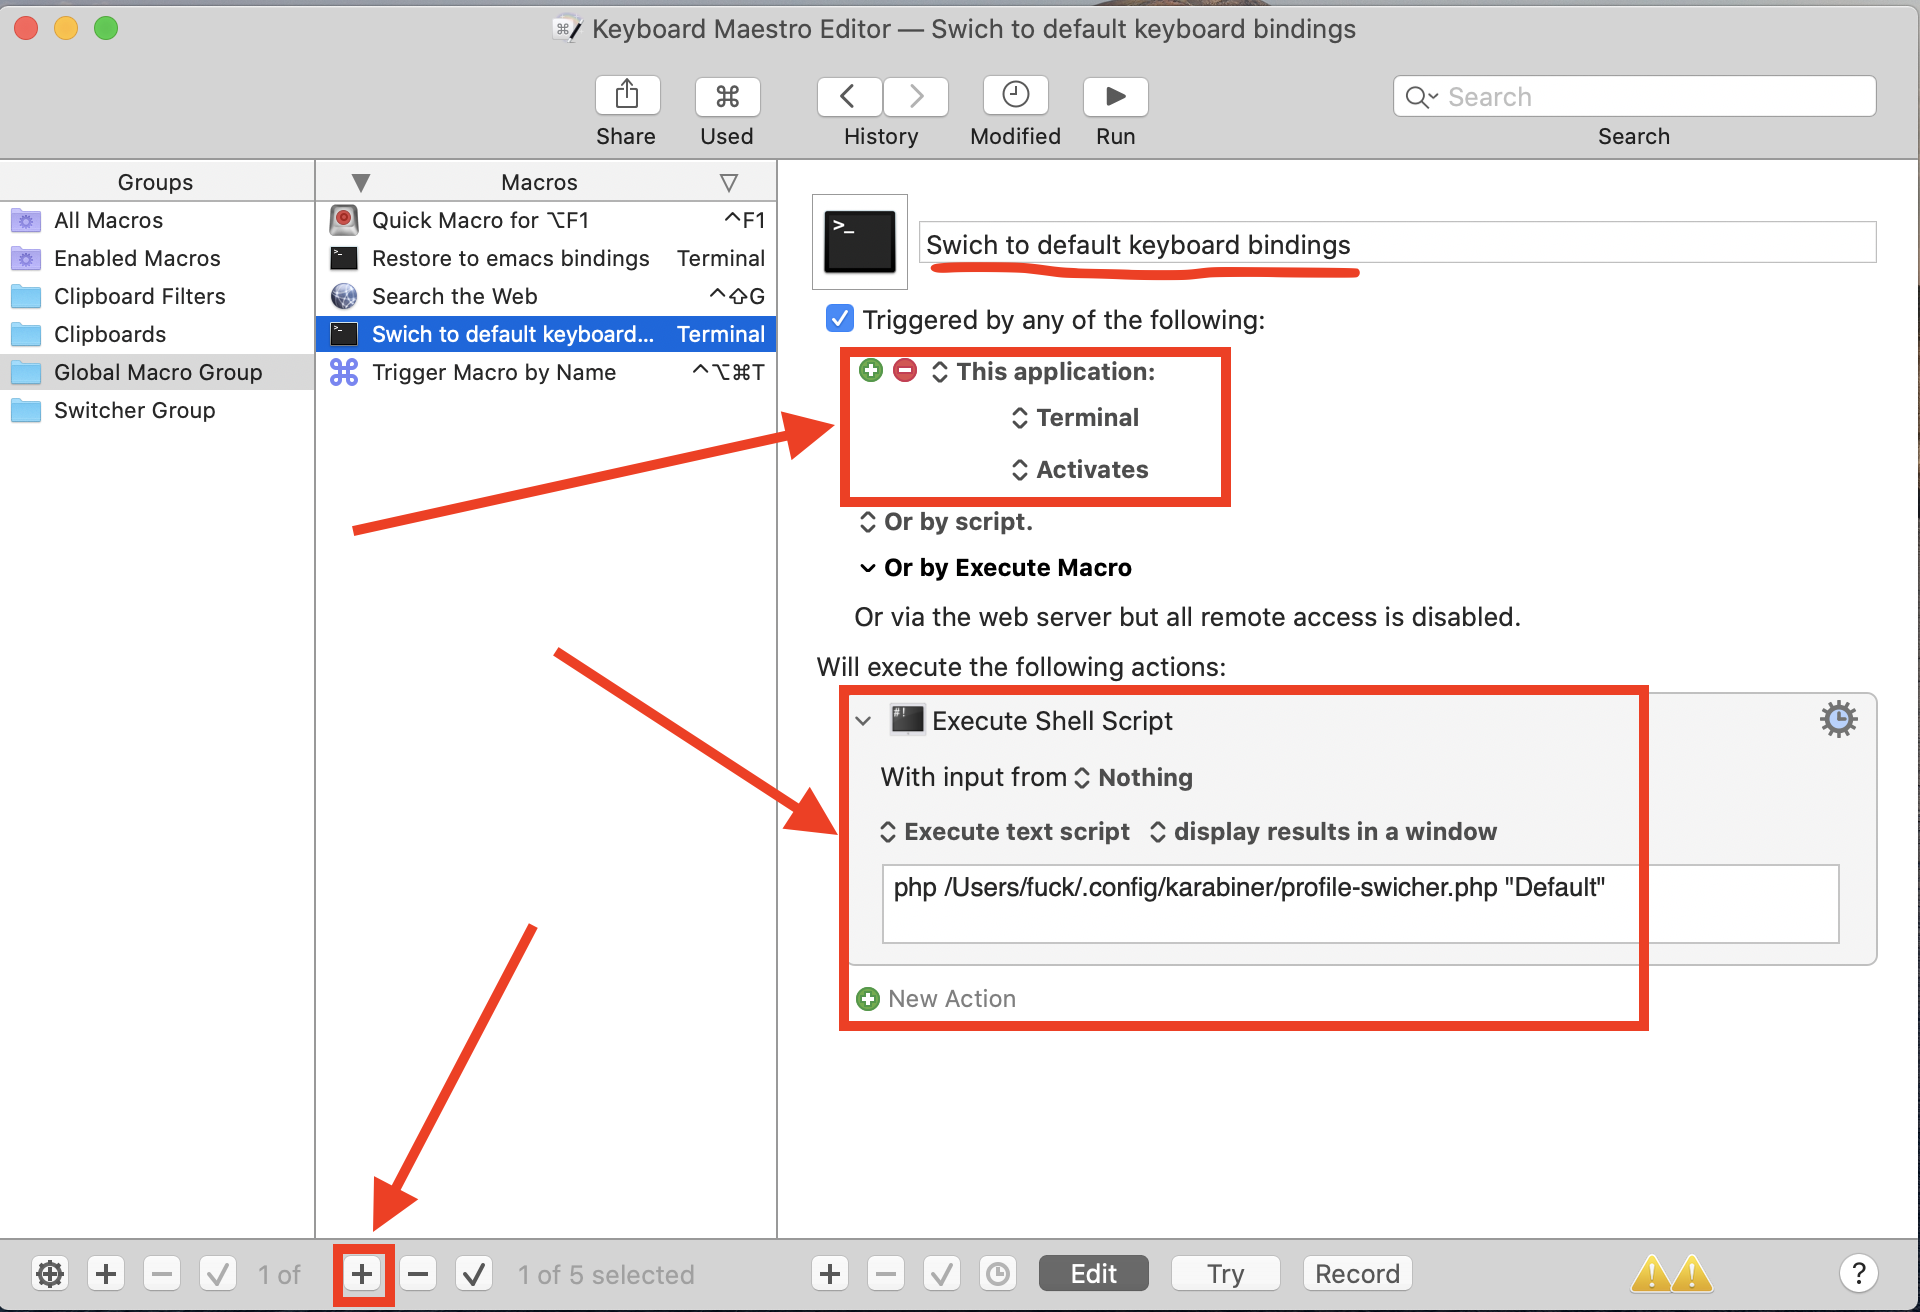 Keyboard Maestro Editor — Swich to default keyboard bindings
Share
Used
History
Modified
Run
Search
Search
Groups
All Macros
Enabled Macros
Clipboard Filters
Clipboards
Global Macro Group
Switcher Group
Macros
Quick Macro for ⌥F1 ^F1
Restore to emacs bindings Terminal
Search the Web ^⇧G
Swich to default keyboard... Terminal
Trigger Macro by Name ^⌥⌘T
>_
Swich to default keyboard bindings
Triggered by any of the following:
This application:
Terminal
Activates
Or by script.
Or by Execute Macro
Or via the web server but all remote access is disabled.
Will execute the following actions:
#! Execute Shell Script
With input from Nothing
Execute text script display results in a window
php /Users/fuck/.config/karabiner/profile-swicher.php "Default"
New Action
1 of
1 of 5 selected
Edit
Try
Record
?